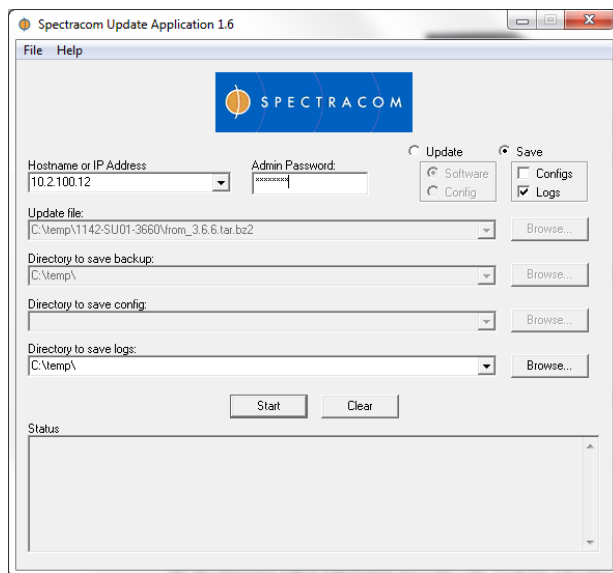 Spectracom Update Application 1.6
File Help
SPECTRACOM
Update Save
Hostname or IP Address Admin Password:
Software Configs
10.2.100.12 xxxxxxxx
Config Logs
Update file:
C:\temp\1142-SU01-3660\from_3.6.6.tar.bz2 Browse...
Directory to save backup:
C:\temp\ Browse...
Directory to save config:
Browse...
Directory to save logs:
C:\temp\ Browse...
Start Clear
Status